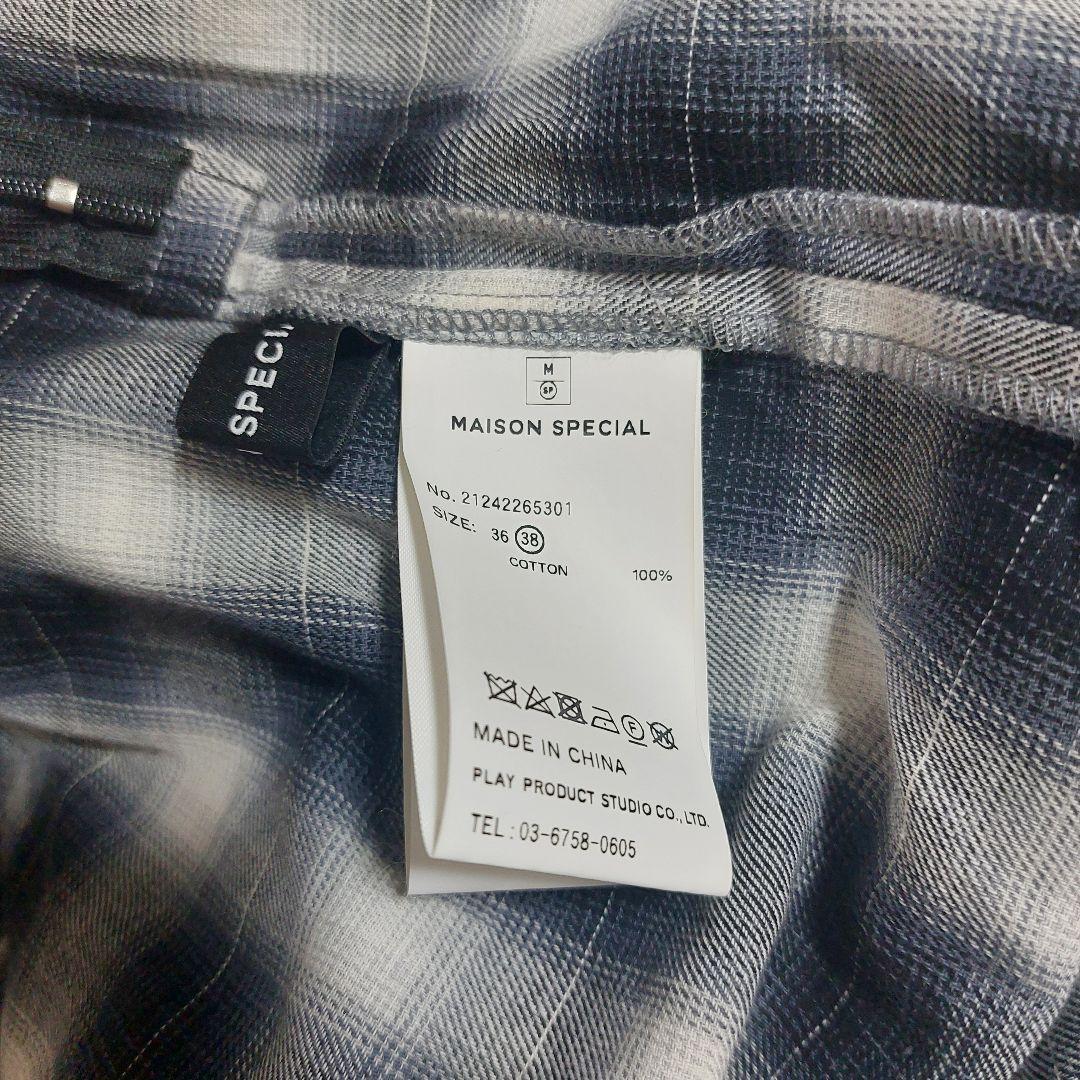 SPECI
M
SP
MAISON SPECIAL
No. 21242265301
SIZE: 36 38
COTTON 100%
F
W
MADE IN CHINA
PLAY PRODUCT STUDIO CO., LTD.
TEL : 03-6758-0605